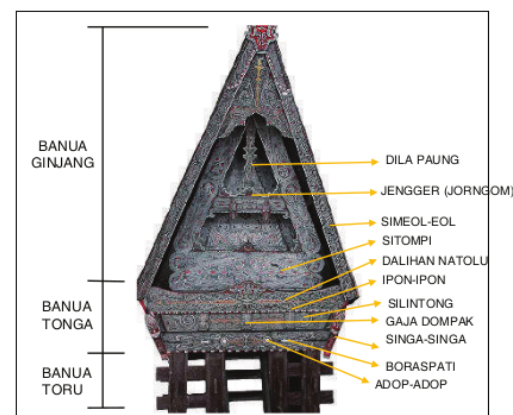 BANUA
GINJANG
BANUA
TONGA
BANUA
TORU
DILA PAUNG
JENGGER (JORNGOM)
SIMEOL-EOL
SITOMPI
DALIHAN NATOLU
IPON-IPON
SILINTONG
GAJA DOMPAK
SINGA-SINGA
BORASPATI
ADOP-ADOP